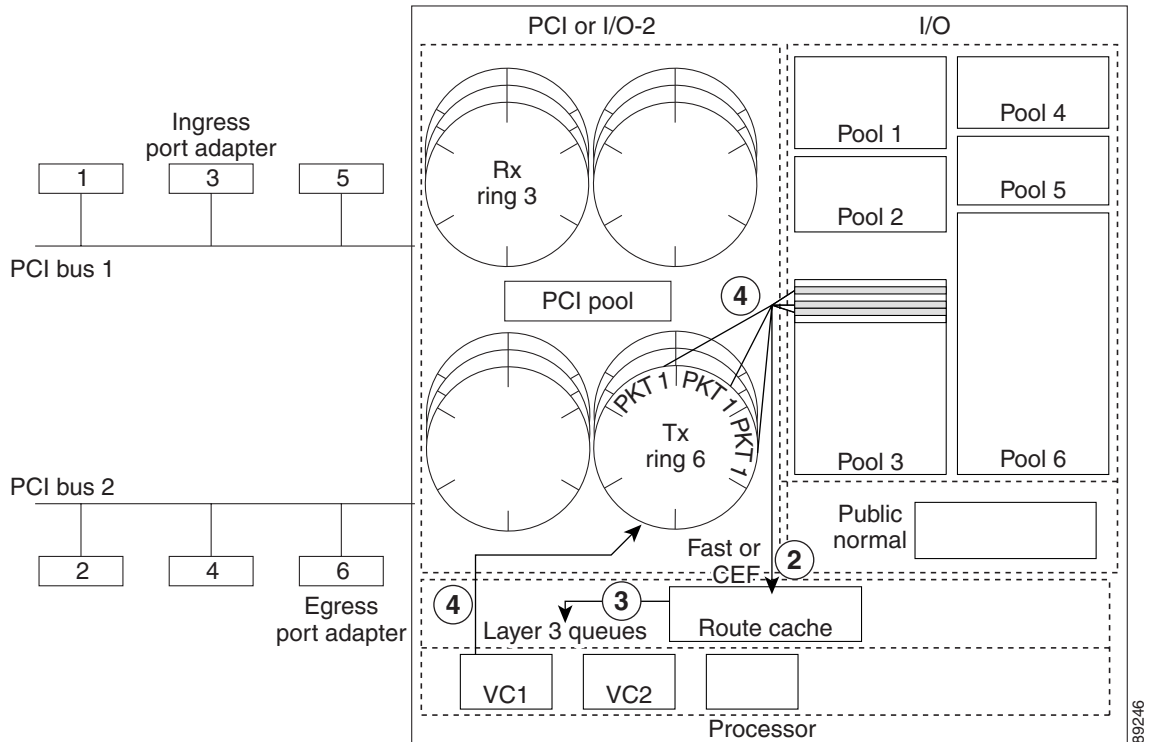 PCI or I/O-2
I/O
Ingress
port adapter
1
3
5
PCI bus 1
Rx
ring 3
Pool 1
Pool 4
Pool 2
Pool 5
PCI pool
4
PKT 1
PKT 1
PKT 1
Tx
ring 6
Pool 3
Pool 6
PCI bus 2
2
4
6
Egress
port adapter
Public
normal
Fast or
CEF
2
4
3
Layer 3 queues
Route cache
VC1
VC2
Processor
89246